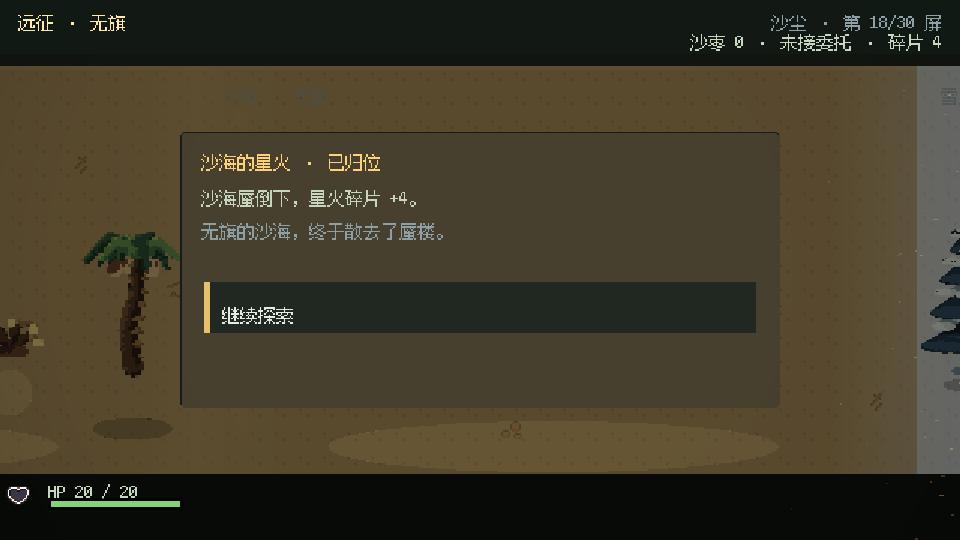 远征 · 无旗
沙尘 · 第 18/30 屏
沙枣 0 · 未接委托 · 碎片 4
沙海的星火 · 已归位
沙海蜃倒下，星火碎片 +4。
无旗的沙海，终于散去了蜃楼。
继续探索
HP 20 / 20